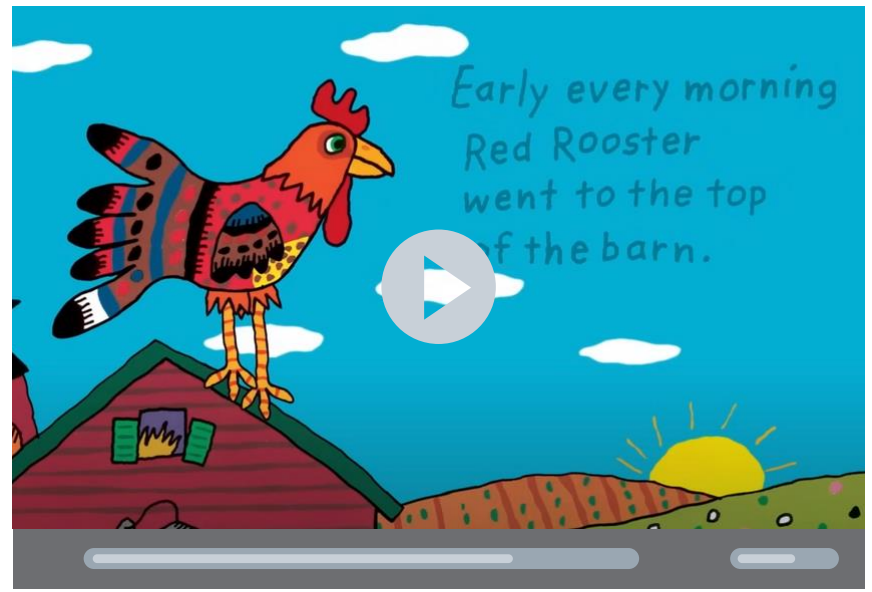 Early every morning
Red Rooster
went to the top
of the barn.